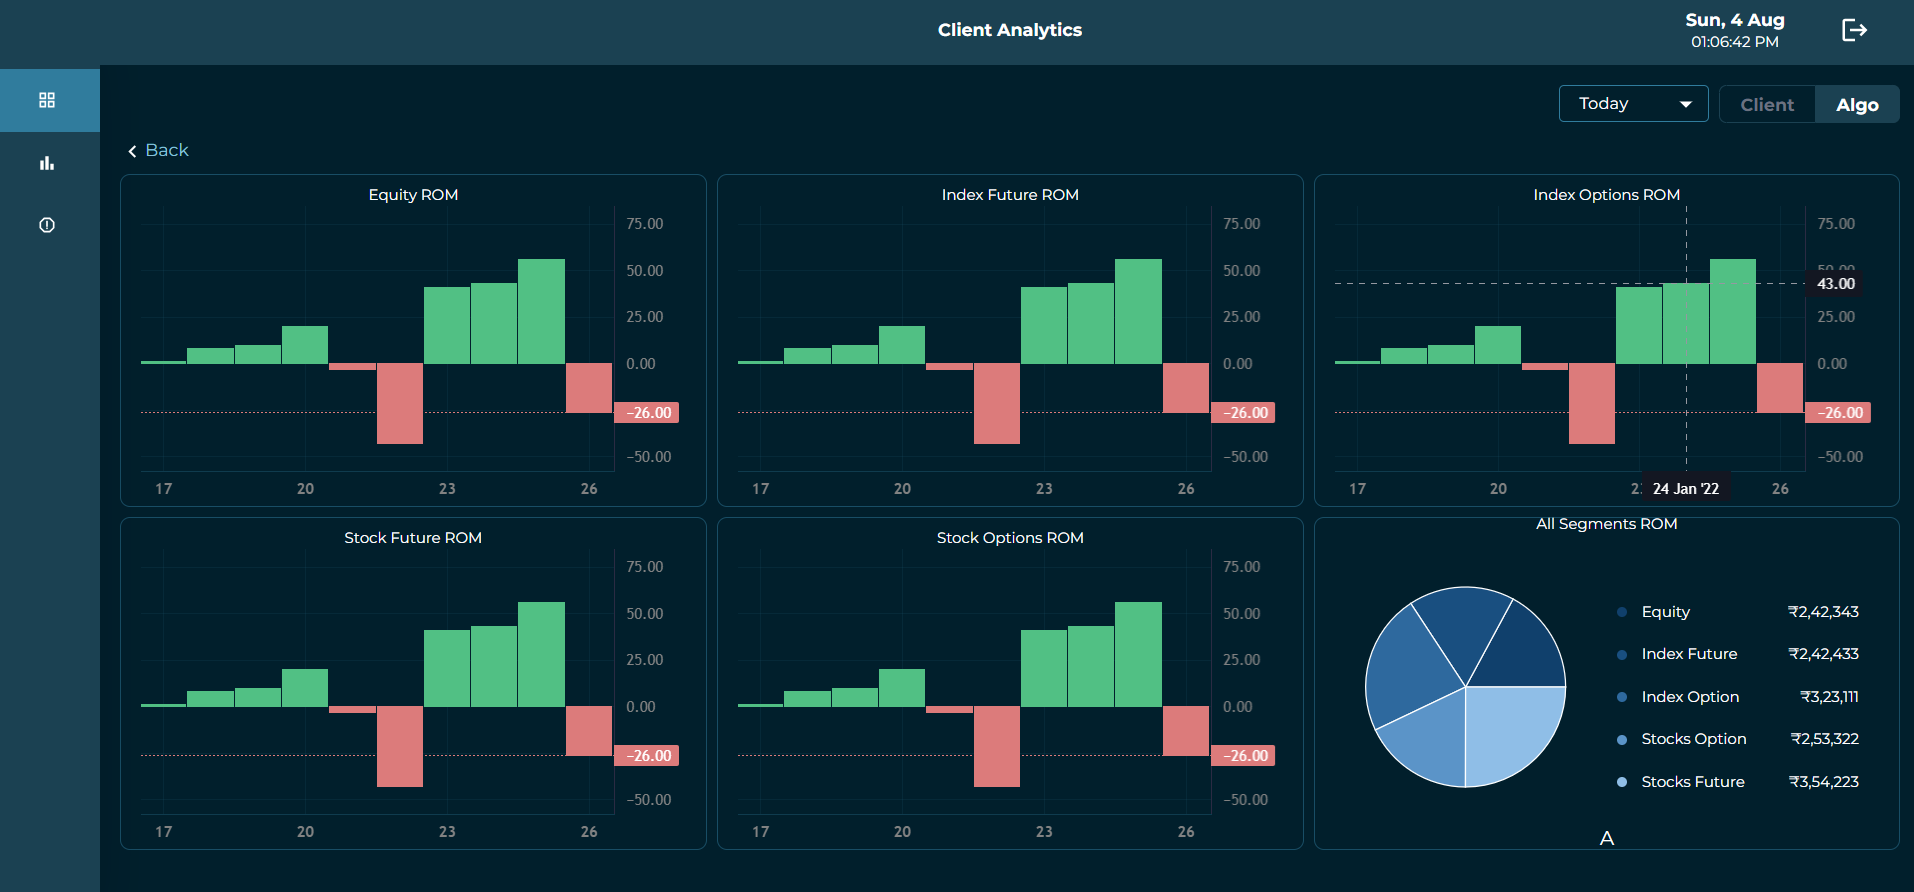 Client Analytics
Sun, 4 Aug
01:06:42 PM
Today
Client
Algo
Back
Equity ROM
75.00
50.00
25.00
0.00
−26.00
−50.00
17 20 23 26
Index Future ROM
75.00
50.00
25.00
0.00
−26.00
−50.00
17 20 23 26
Index Options ROM
75.00
50.00
43.00
25.00
0.00
−26.00
−50.00
17 20 23 24 Jan '22 26
Stock Future ROM
75.00
50.00
25.00
0.00
−26.00
−50.00
17 20 23 26
Stock Options ROM
75.00
50.00
25.00
0.00
−26.00
−50.00
17 20 23 26
All Segments ROM
Equity ₹2,42,343
Index Future ₹2,42,433
Index Option ₹3,23,111
Stocks Option ₹2,53,322
Stocks Future ₹3,54,223
A